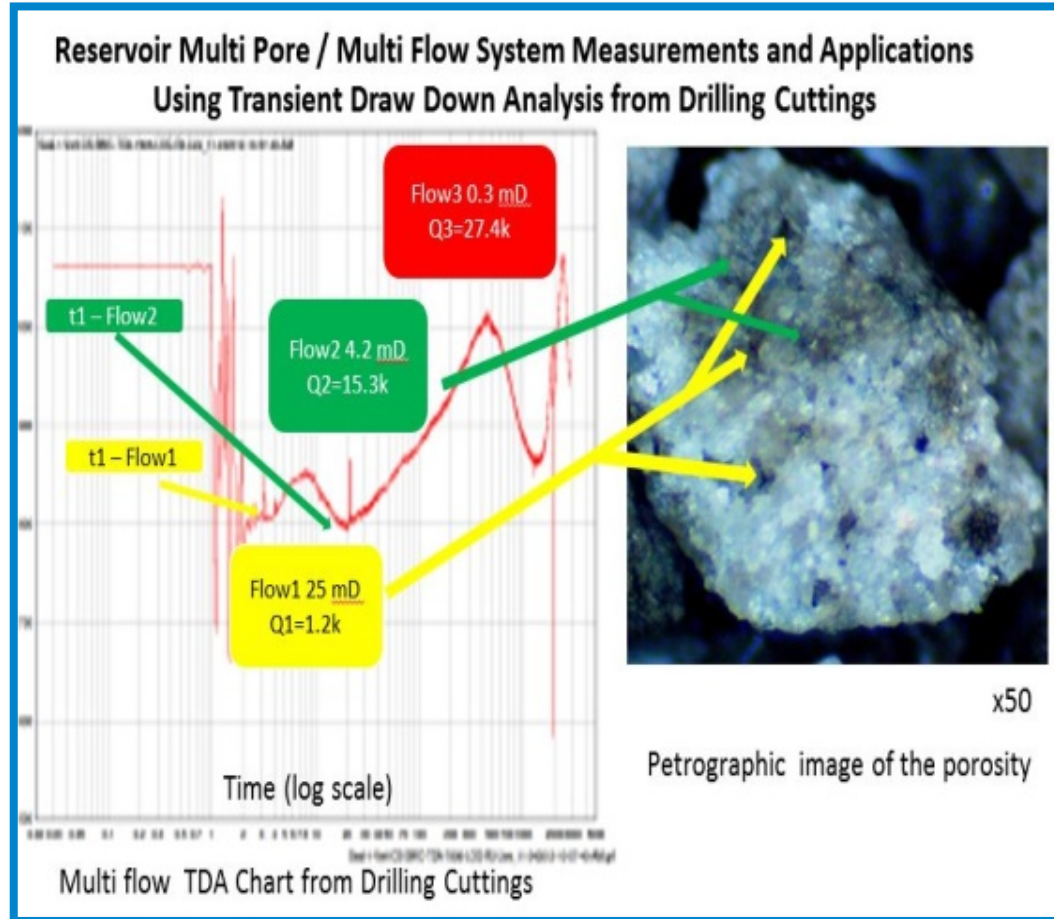 Reservoir Multi Pore / Multi Flow System Measurements and Applications
Using Transient Draw Down Analysis from Drilling Cuttings
Flow3 0.3 mD
Q3=27.4k
t1 – Flow2
Flow2 4.2 mD
Q2=15.3k
t1 – Flow1
Flow1 25 mD
Q1=1.2k
x50
Petrographic image of the porosity
Time (log scale)
Multi flow TDA Chart from Drilling Cuttings